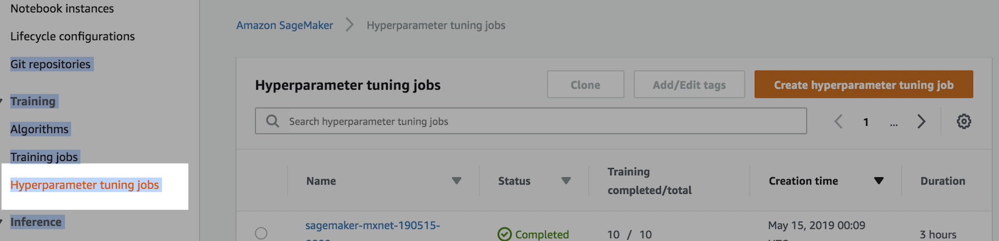 Notebook instances
Lifecycle configurations
Git repositories
Training
Algorithms
Training jobs
Hyperparameter tuning jobs
Inference
Amazon SageMaker > Hyperparameter tuning jobs
Hyperparameter tuning jobs
Clone
Add/Edit tags
Create hyperparameter tuning job
Search hyperparameter tuning jobs
1 ...
Name
Status
Training
completed/total
Creation time
Duration
sagemaker-mxnet-190515-
Completed
10 / 10
May 15, 2019 00:09
3 hours